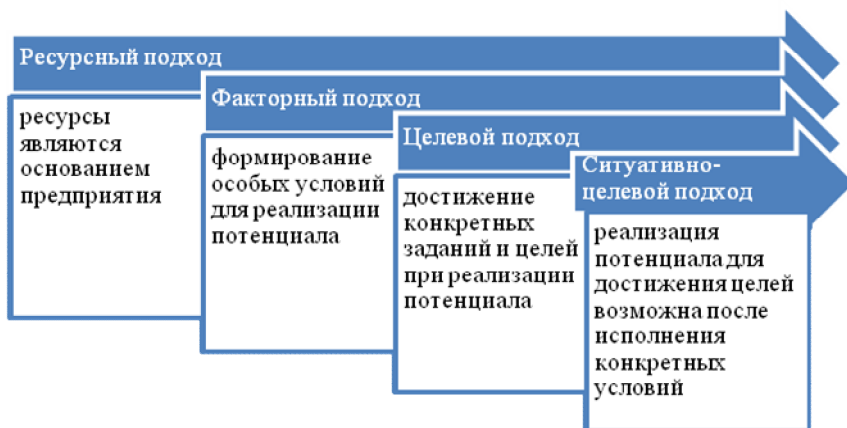 Ресурсный подход
ресурсы
являются
основанием
предприятия
Факторный подход
формирование
особых условий
для реализации
потенциала
Целевой подход
достижение
конкретных
заданий и целей
при реализации
потенциала
Ситуативно-
целевой подход
реализация
потенциала для
достижения целей
возможна после
исполнения
конкретных
условий